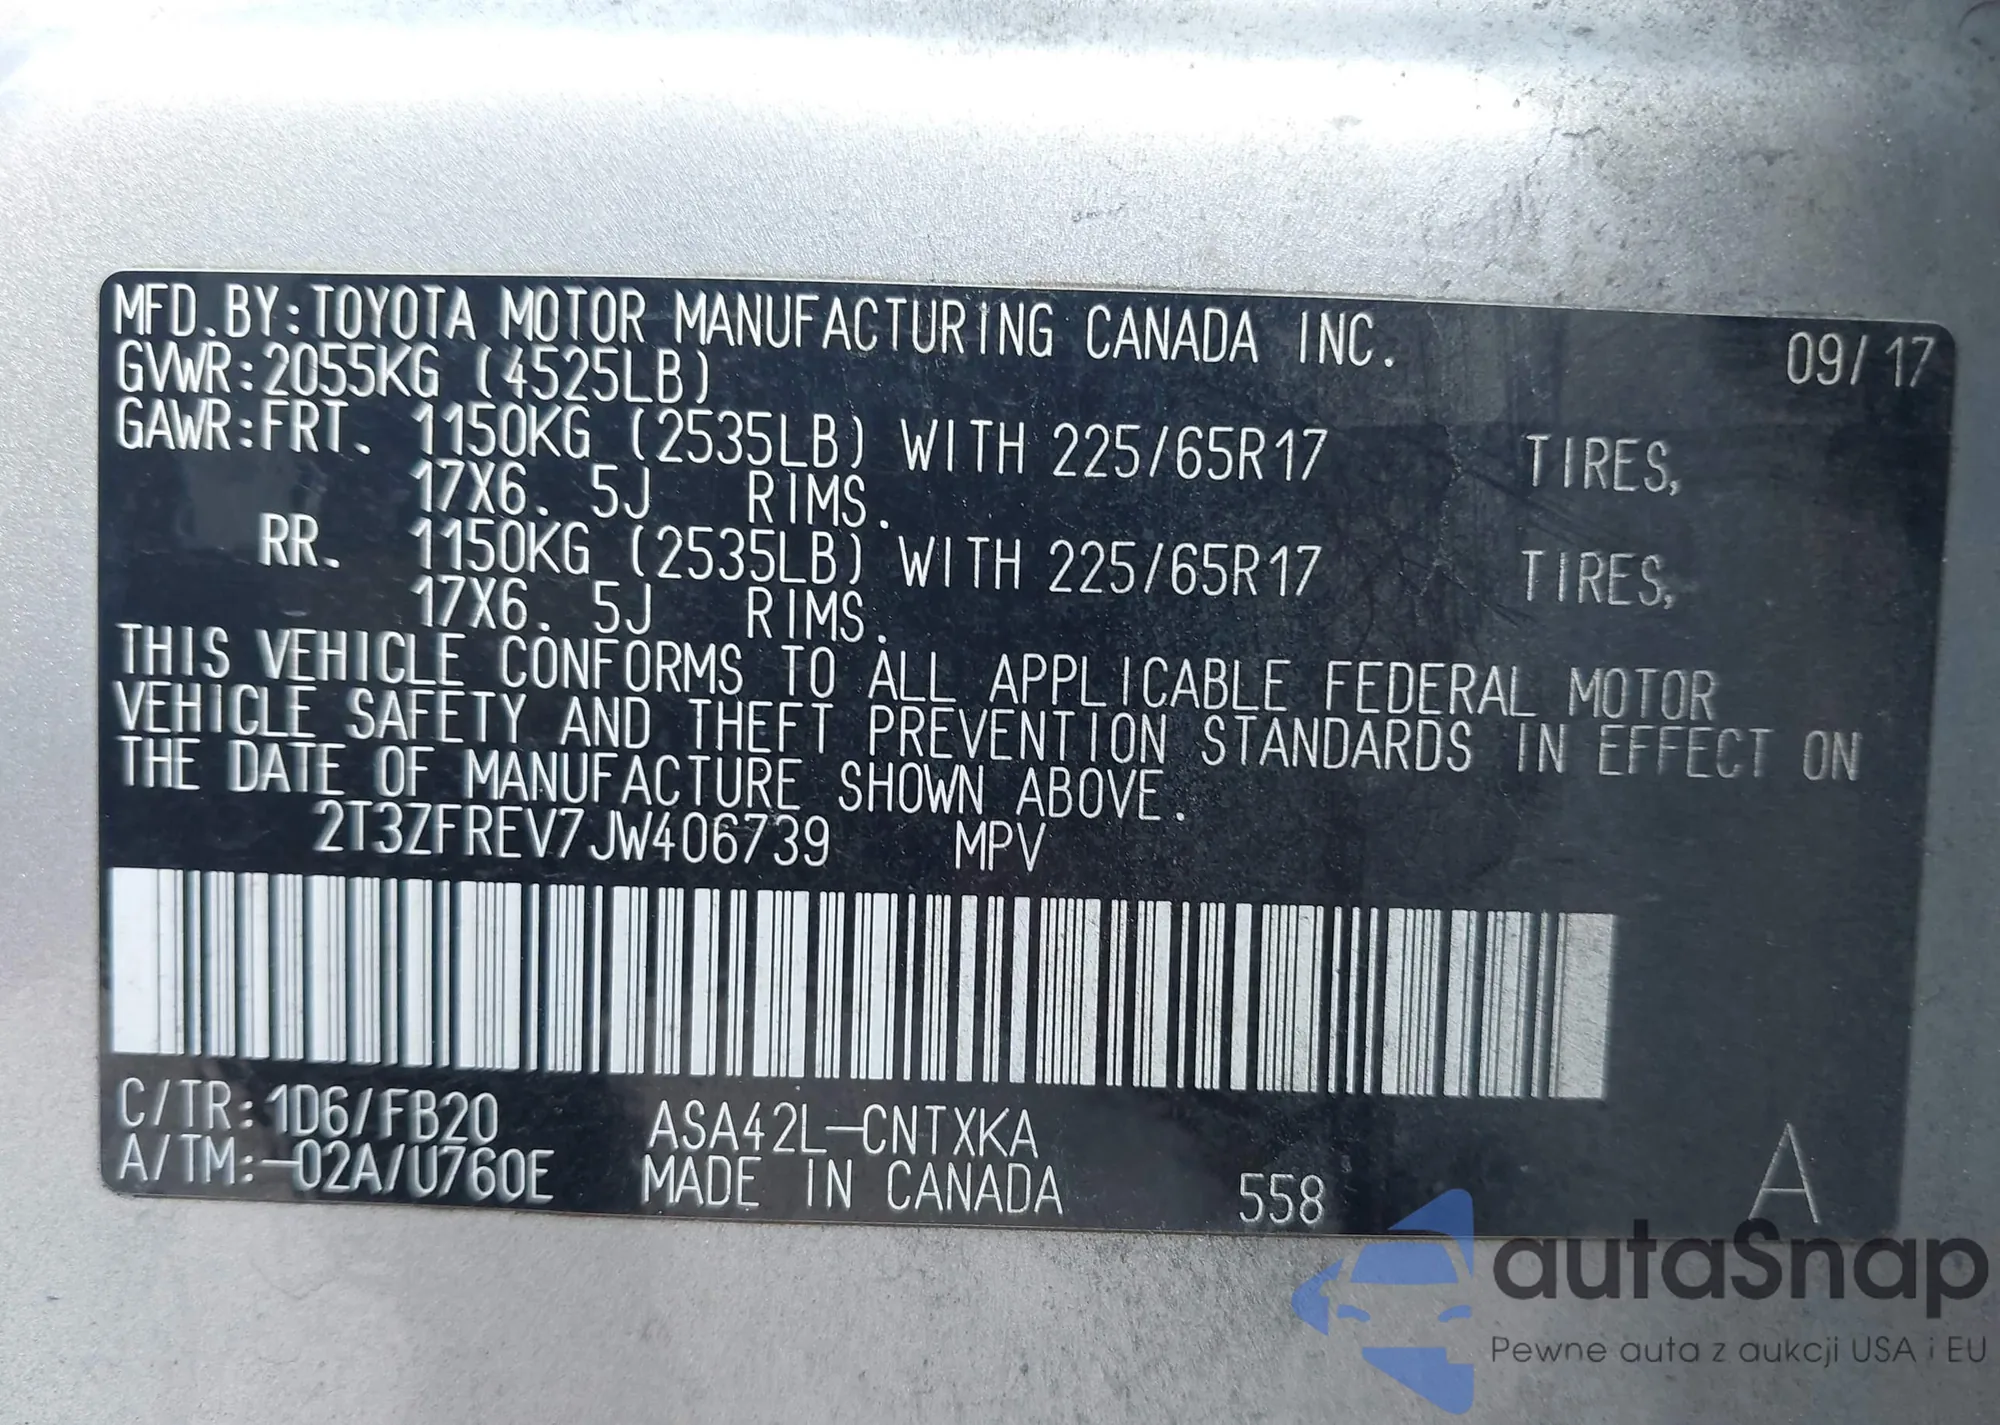 MFD.BY:TOYOTA MOTOR MANUFACTURING CANADA INC. 09/17
GVWR:2055KG (4525LB)
GAWR:FRT. 1150KG (2535LB) WITH 225/65R17 TIRES,
17X6.5J RIMS.
RR. 1150KG (2535LB) WITH 225/65R17 TIRES,
17X6.5J RIMS.
THIS VEHICLE CONFORMS TO ALL APPLICABLE FEDERAL MOTOR
VEHICLE SAFETY AND THEFT PREVENTION STANDARDS IN EFFECT ON
THE DATE OF MANUFACTURE SHOWN ABOVE.
2T3ZFREV7JW406739 MPV
C/TR:1D6/FB20 ASA42L-CNTXKA
A/TM:-02A/U760E MADE IN CANADA 558 A
autaSnap
Pewne auta z aukcji USA i EU